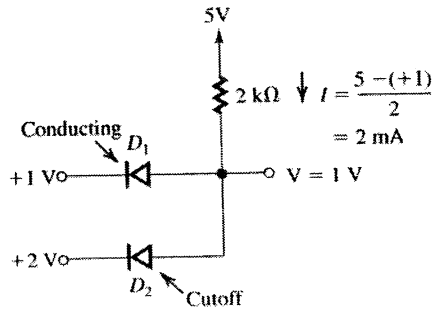 5V
2 kΩ I = 5 −(+1) / 2
= 2 mA
Conducting
D₁
+1 V
V = 1 V
+2 V
D₂
Cutoff